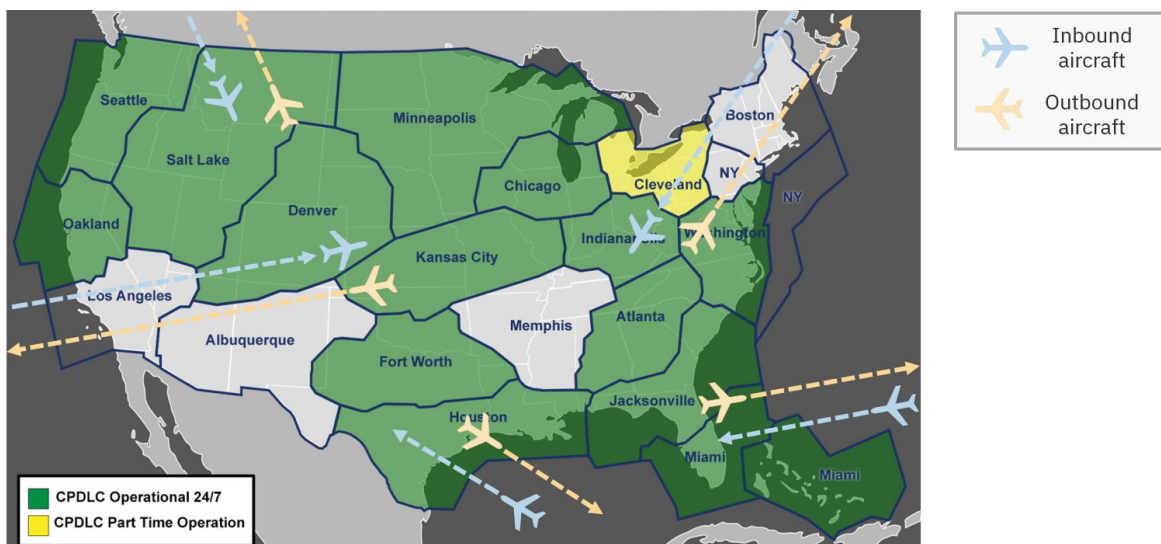 Inbound
aircraft
Outbound
aircraft
Seattle
Minneapolis
Boston
Salt Lake
Chicago
Cleveland
NY
NY
Denver
Oakland
Indianapolis
Washington
Kansas City
Los Angeles
Albuquerque
Memphis
Atlanta
Fort Worth
Houston
Jacksonville
Miami
Miami
CPDLC Operational 24/7
CPDLC Part Time Operation